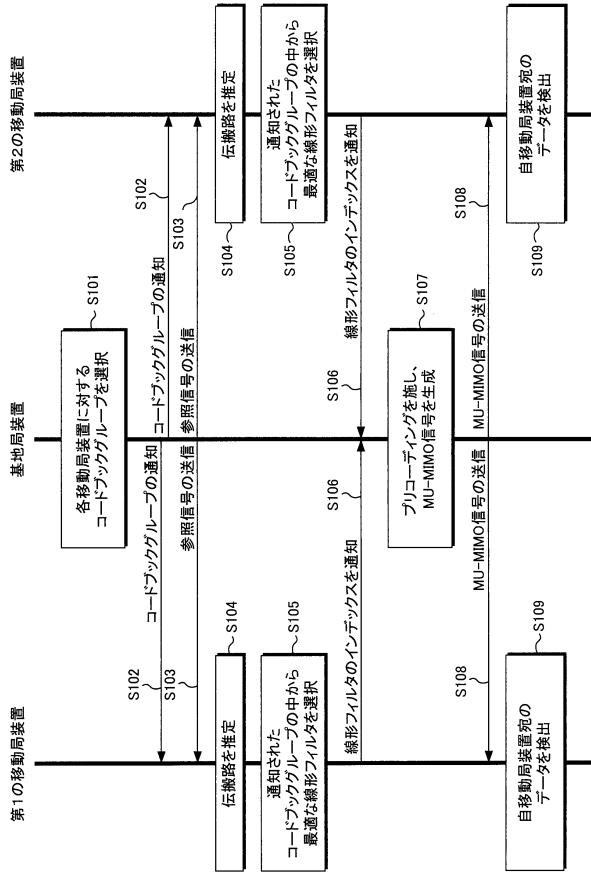 第1の移動局装置
基地局装置
第2の移動局装置
S101
各移動局装置に対する
コードブックグループを選択
コードブックグループの通知
S102
コードブックグループの通知
S102
参照信号の送信
S103
参照信号の送信
S103
伝搬路を推定
S104
伝搬路を推定
S104
通知された
コードブックグループの中から
最適な線形フィルタを選択
S105
通知された
コードブックグループの中から
最適な線形フィルタを選択
S105
線形フィルタのインデックスを通知
S106
線形フィルタのインデックスを通知
S106
プリコーディングを施し、
MU-MIMO信号を生成
S107
MU-MIMO信号の送信
S108
MU-MIMO信号の送信
S108
自移動局装置宛の
データを検出
S109
自移動局装置宛の
データを検出
S109